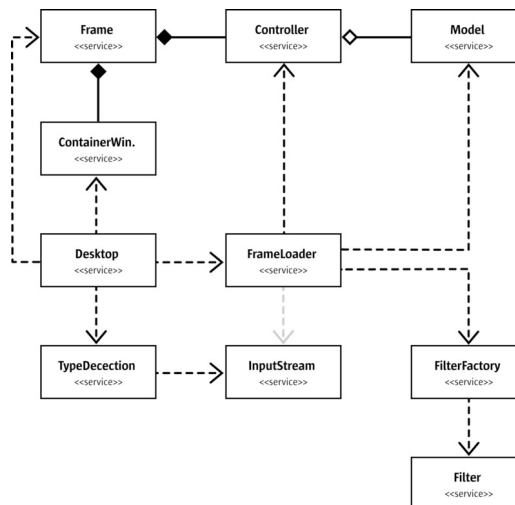 Frame
<<service>>
Controller
<<service>>
Model
<<service>>
ContainerWin.
<<service>>
Desktop
<<service>>
FrameLoader
<<service>>
TypeDecection
<<service>>
InputStream
<<service>>
FilterFactory
<<service>>
Filter
<<service>>